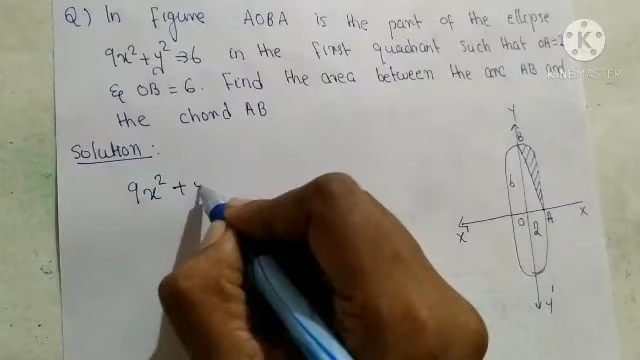 Q) In Figure AOBA is the part of the ellipse
9x² + y² ⇒ 36 in the first quadrant such that OA=2
& OB = 6. Find the area between the arc AB and
the chord AB
Solution:
9x² +
Made with
KINEMASTER
Y
B
6
O
A
2
X
X'
Y'